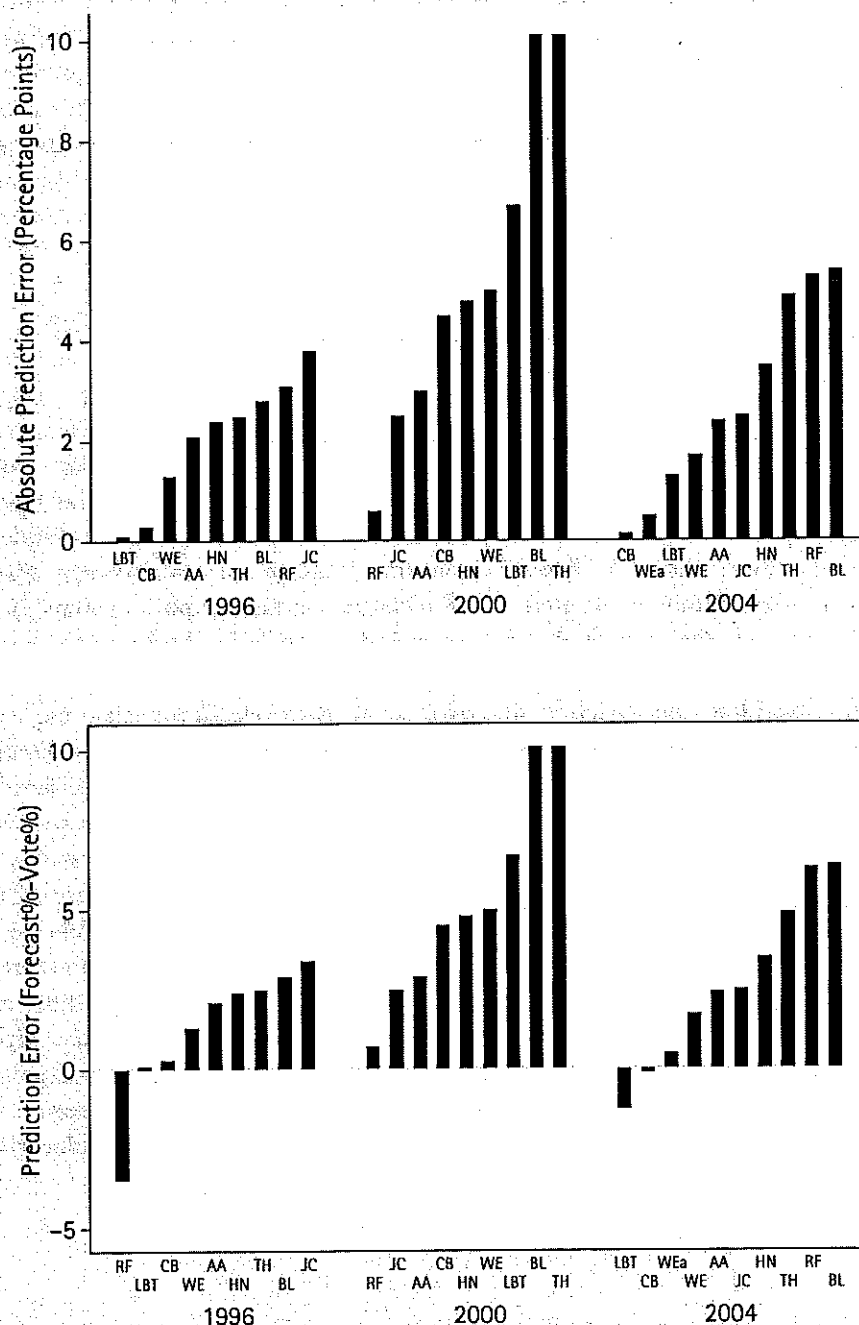 Absolute Prediction Error (Percentage Points)
10
8
6
4
2
0
LBT WE HN BL JC
CB AA TH RF
1996
JC CB WE BL
RF AA HN LBT TH
2000
CB LBT AA HN RF
WEa WE JC TH BL
2004
Prediction Error (Forecast%-Vote%)
10
5
0
-5
RF CB AA TH JC
LBT WE HN BL
1996
JC CB WE BL
RF AA HN LBT TH
2000
LBT WEa AA HN RF
CB WE JC TH BL
2004